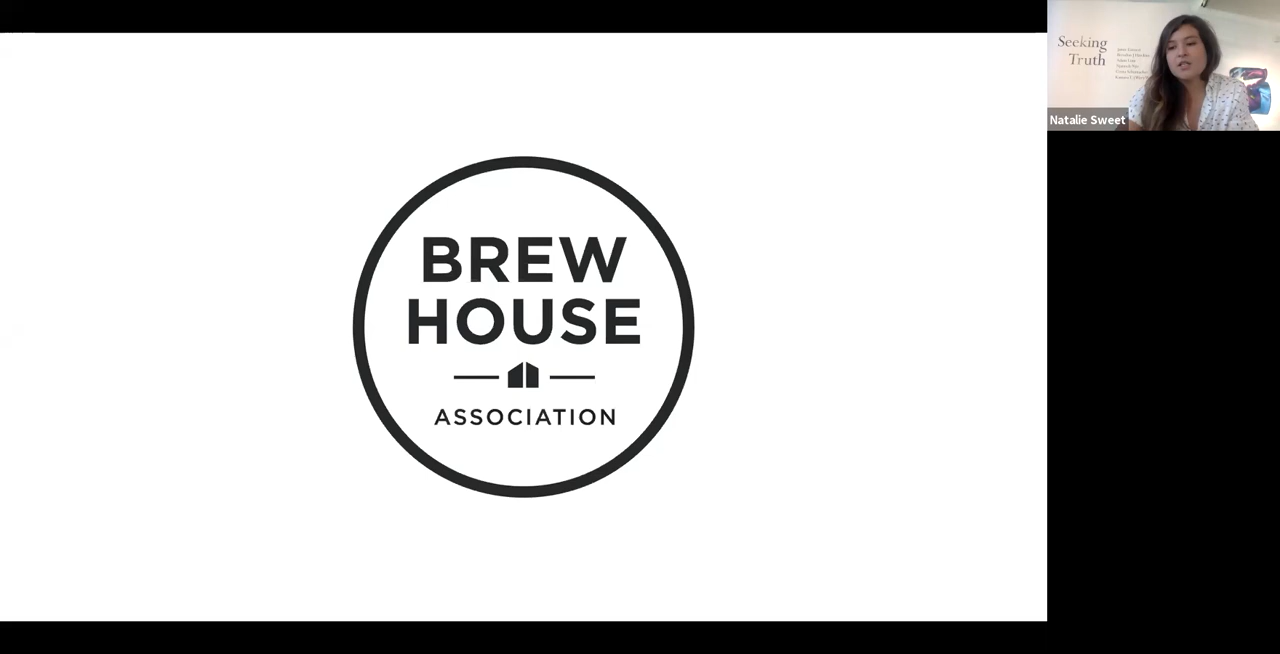 BREW
HOUSE
ASSOCIATION
Seeking
Truth
Natalie Sweet